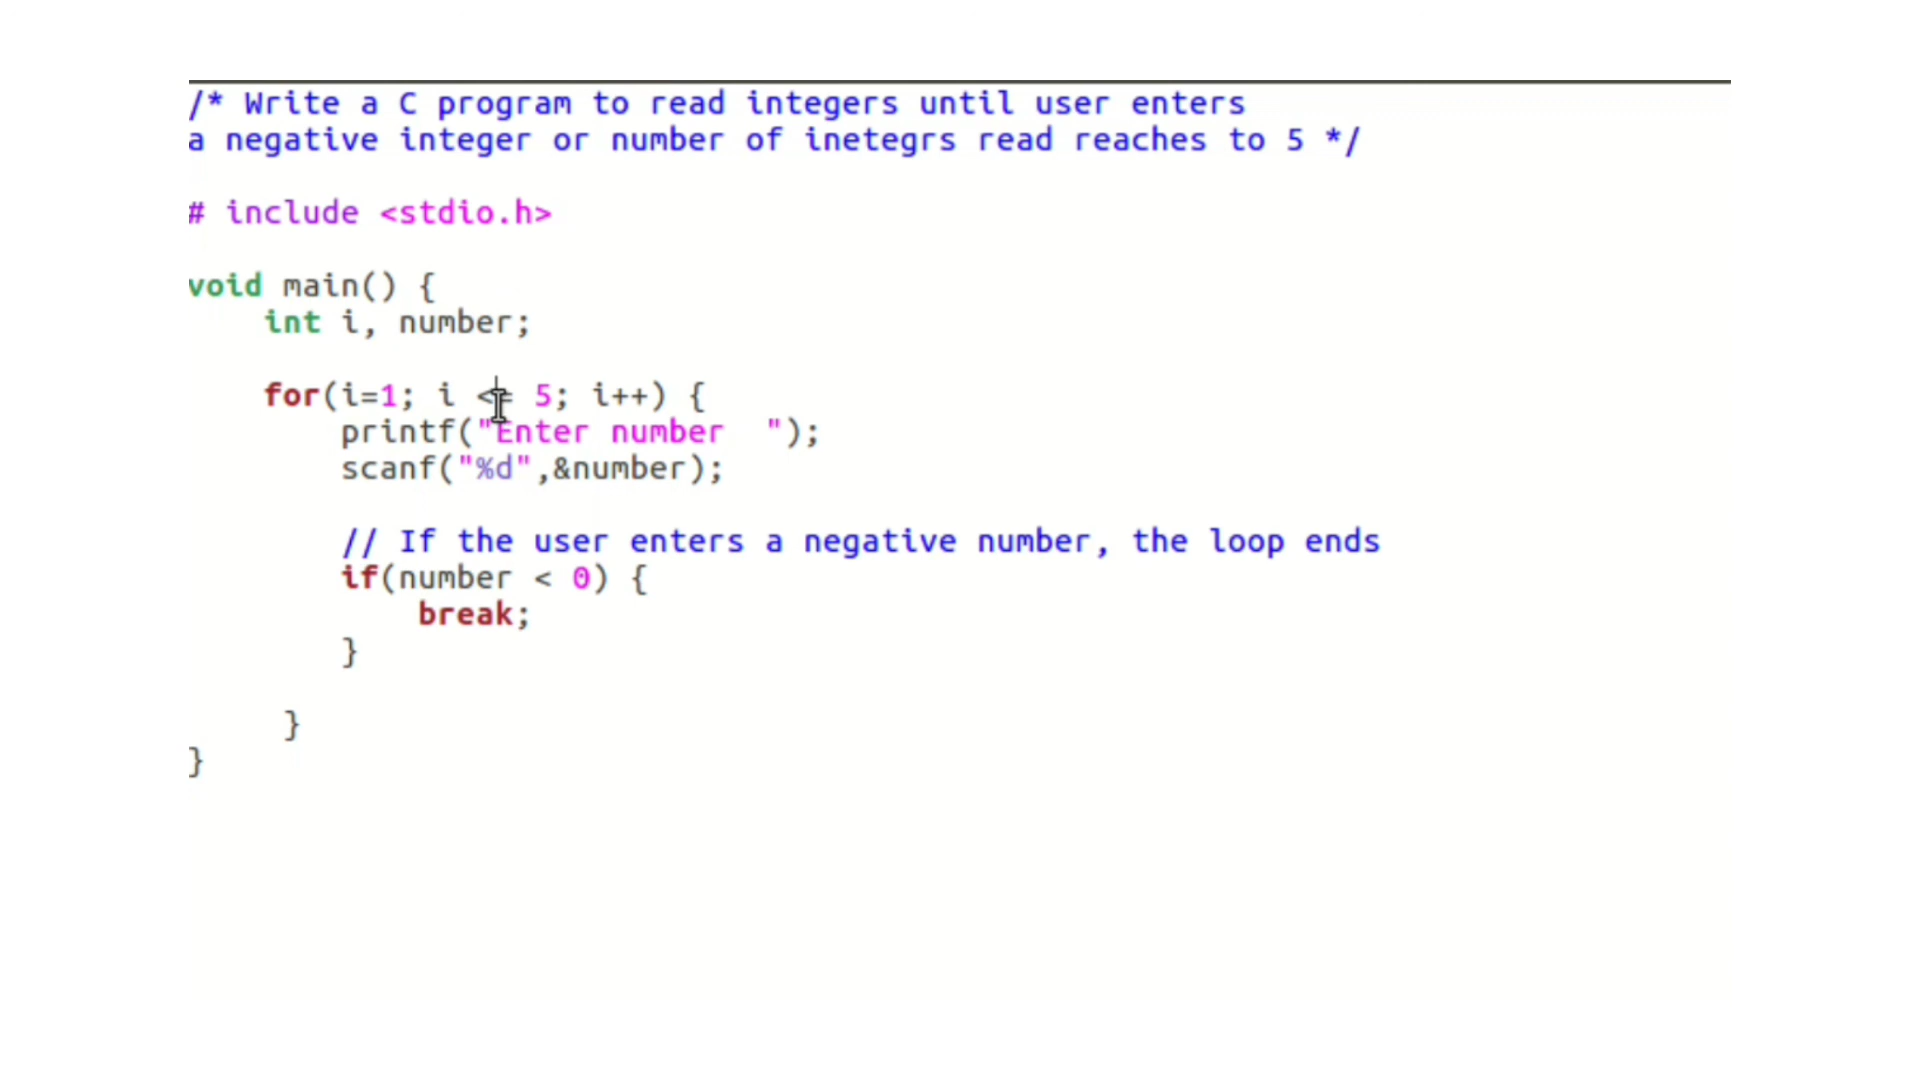 /* Write a C program to read integers until user enters
a negative integer or number of inetegrs read reaches to 5 */
# include <stdio.h>
void main() {
int i, number;
for(i=1; i <= 5; i++) {
printf("Enter number  ");
scanf("%d",&number);
// If the user enters a negative number, the loop ends
if(number < 0) {
break;
}
}
}